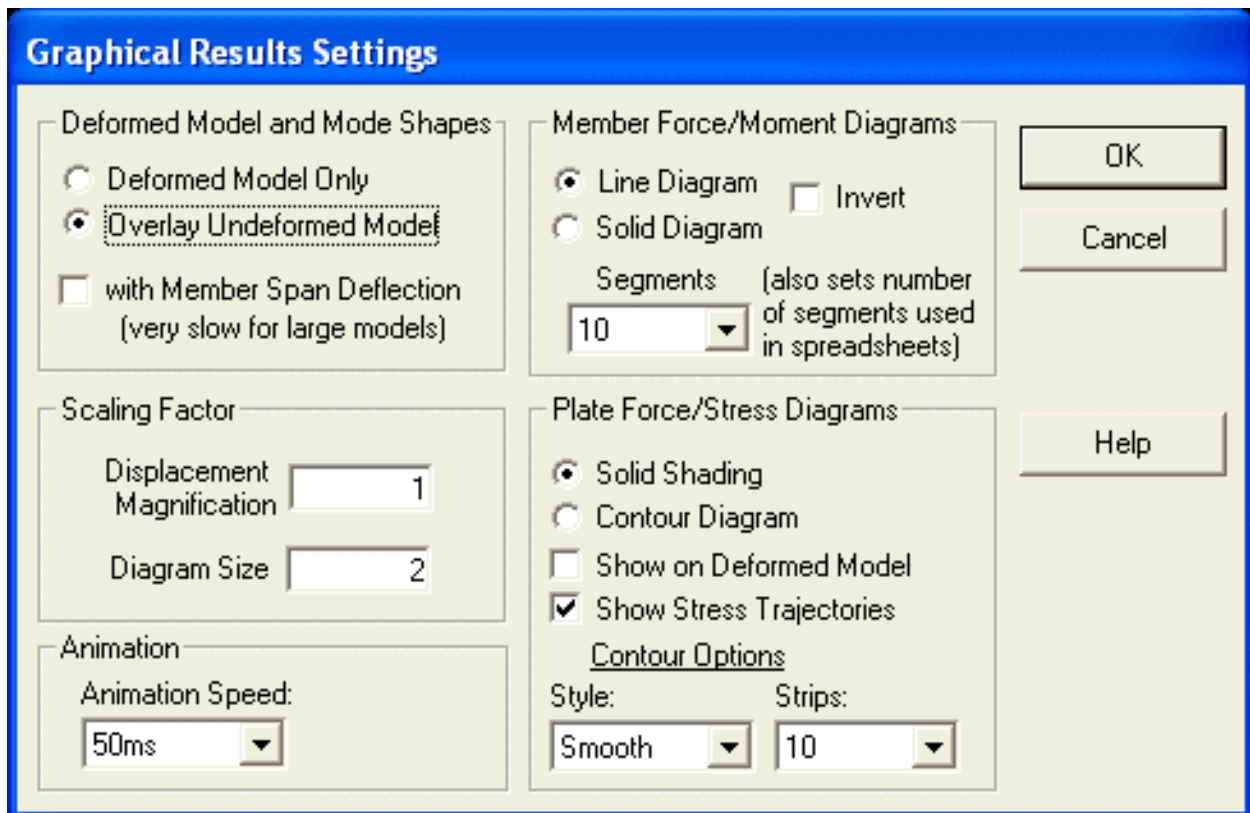 Graphical Results Settings
Deformed Model and Mode Shapes
Deformed Model Only
Overlay Undeformed Model
with Member Span Deflection
(very slow for large models)
Scaling Factor
Displacement
Magnification
1
Diagram Size
2
Animation
Animation Speed:
50ms
Member Force/Moment Diagrams
Line Diagram
Invert
Solid Diagram
Segments
10
(also sets number
of segments used
in spreadsheets)
Plate Force/Stress Diagrams
Solid Shading
Contour Diagram
Show on Deformed Model
Show Stress Trajectories
Contour Options
Style:
Strips:
Smooth
10
OK
Cancel
Help